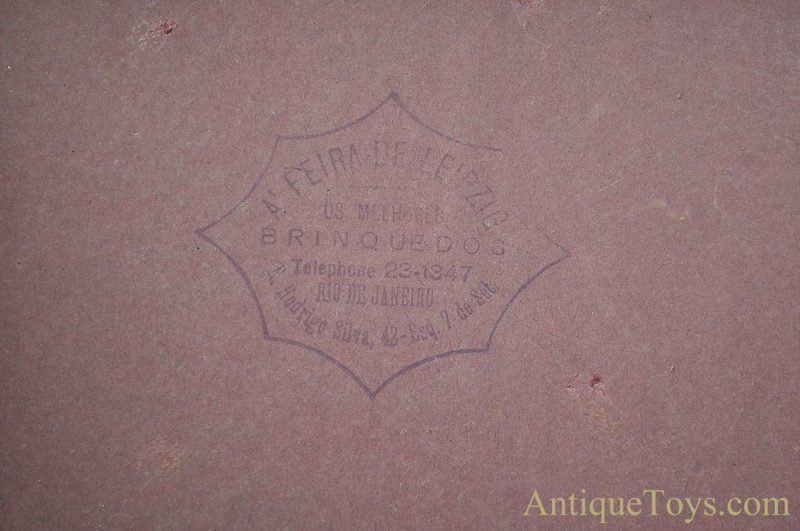 A' FEIRA DE LEIPZIG
OS MELHORES
BRINQUEDOS
Telephone 23-1347
RIO DE JANEIRO
R. Rodrigo Silva, 42-Esq. 7 de Set.
AntiqueToys.com